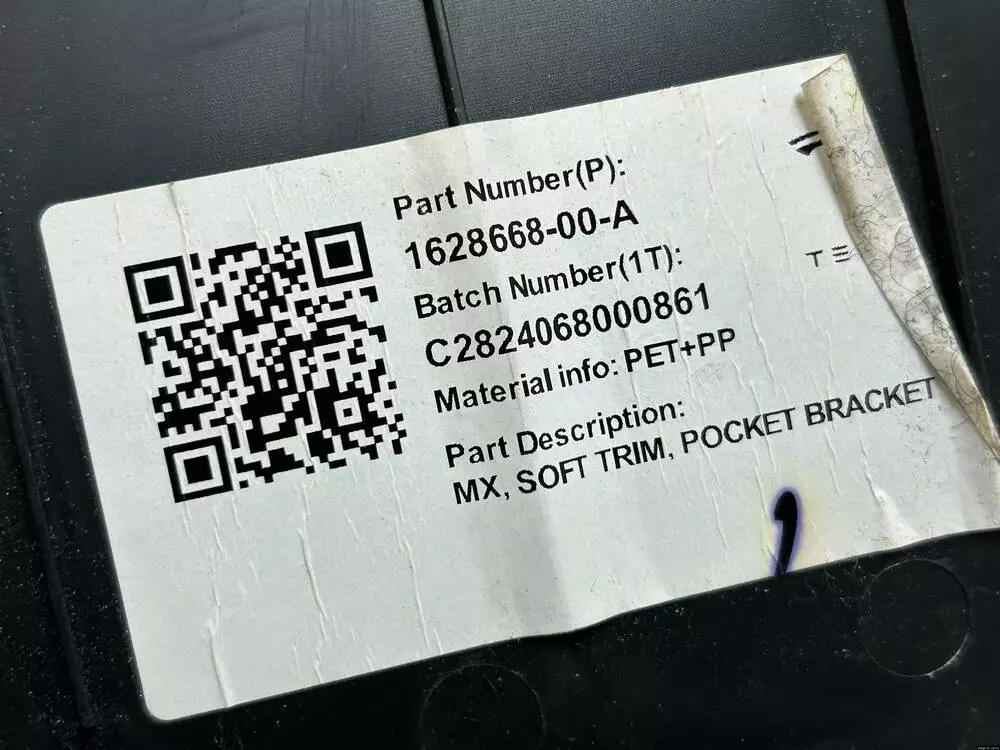 Part Number(P):
1628668-00-A
Batch Number(1T):
C2824068000861
Material info: PET+PP
Part Description:
MX, SOFT TRIM, POCKET BRACKET
T